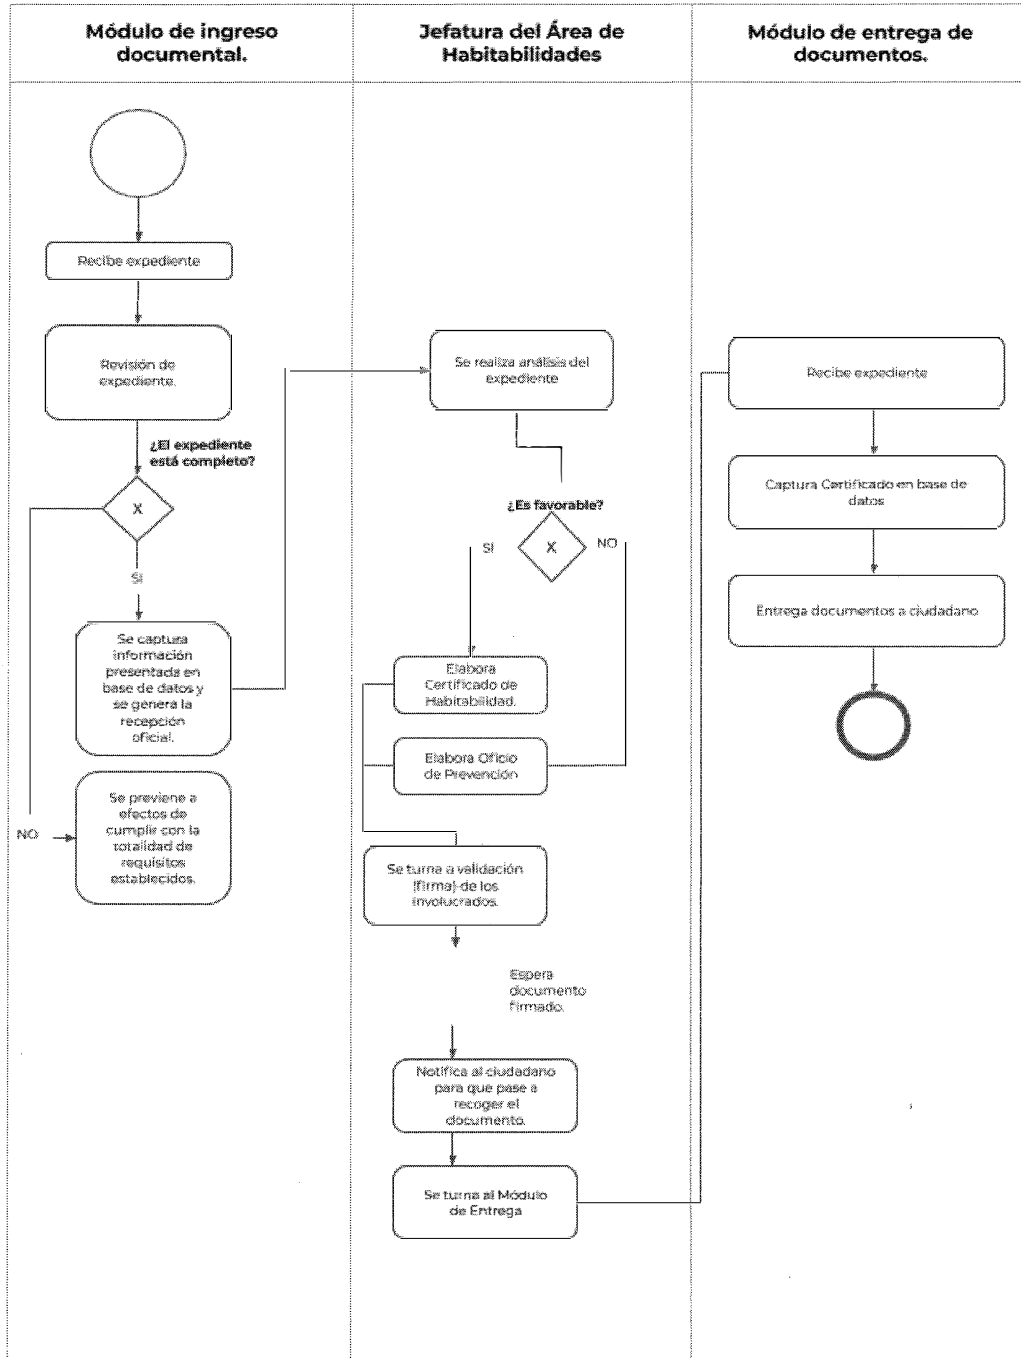 Módulo de ingreso
documental.
Jefatura del Área de
Habitabilidades
Módulo de entrega de
documentos.
Recibe expediente
Revisión de
expediente.
¿El expediente
está completo?
X
SI
Se captura
información
presentada en
base de datos y
se genera la
recepción
oficial.
NO
Se previene a
efectos de
cumplir con la
totalidad de
requisitos
establecidos.
Se realiza análisis del
expediente
¿Es favorable?
SI
X
NO
Elabora
Certificado de
Habitabilidad.
Elabora Oficio
de Prevención
Se turna a validación
(firma) de los
involucrados.
Espera
documento
firmado.
Notifica al ciudadano
para que pase a
recoger el
documento.
Se turna al Módulo
de Entrega
Recibe expediente
Captura Certificado en base de
datos
Entrega documentos a ciudadano